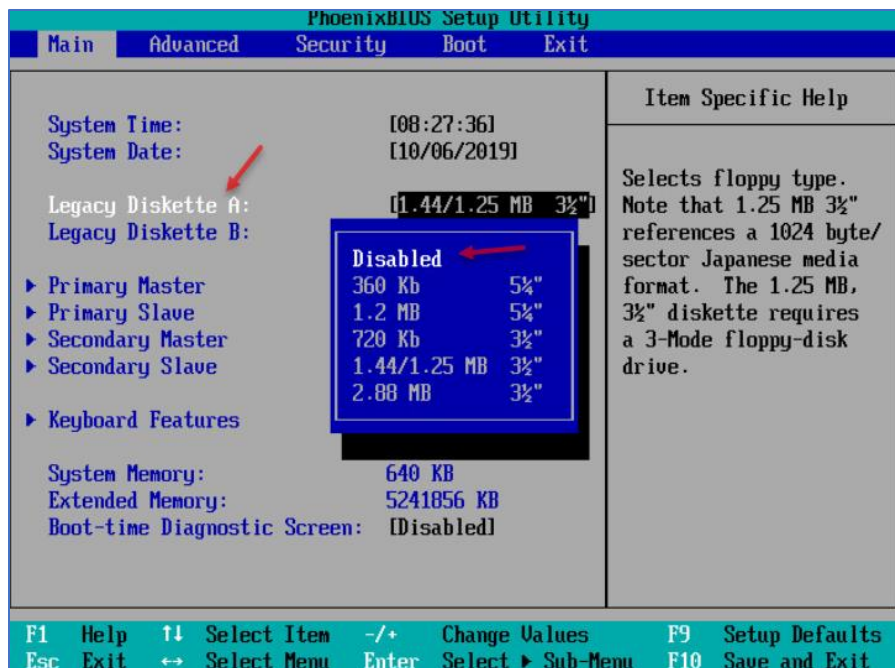 PhoenixBIOS Setup Utility
Main Advanced Security Boot Exit
System Time: [08:27:36]
System Date: [10/06/2019]
Legacy Diskette A: [1.44/1.25 MB 3½"]
Legacy Diskette B:
Disabled
360 Kb 5¼"
1.2 MB 5¼"
720 Kb 3½"
1.44/1.25 MB 3½"
2.88 MB 3½"
▶ Primary Master
▶ Primary Slave
▶ Secondary Master
▶ Secondary Slave
▶ Keyboard Features
System Memory: 640 KB
Extended Memory: 5241856 KB
Boot-time Diagnostic Screen: [Disabled]
Item Specific Help
Selects floppy type.
Note that 1.25 MB 3½"
references a 1024 byte/
sector Japanese media
format. The 1.25 MB,
3½" diskette requires
a 3-Mode floppy-disk
drive.
F1 Help ↑↓ Select Item -/+ Change Values F9 Setup Defaults
Esc Exit ↔ Select Menu Enter Select ▶ Sub-Menu F10 Save and Exit